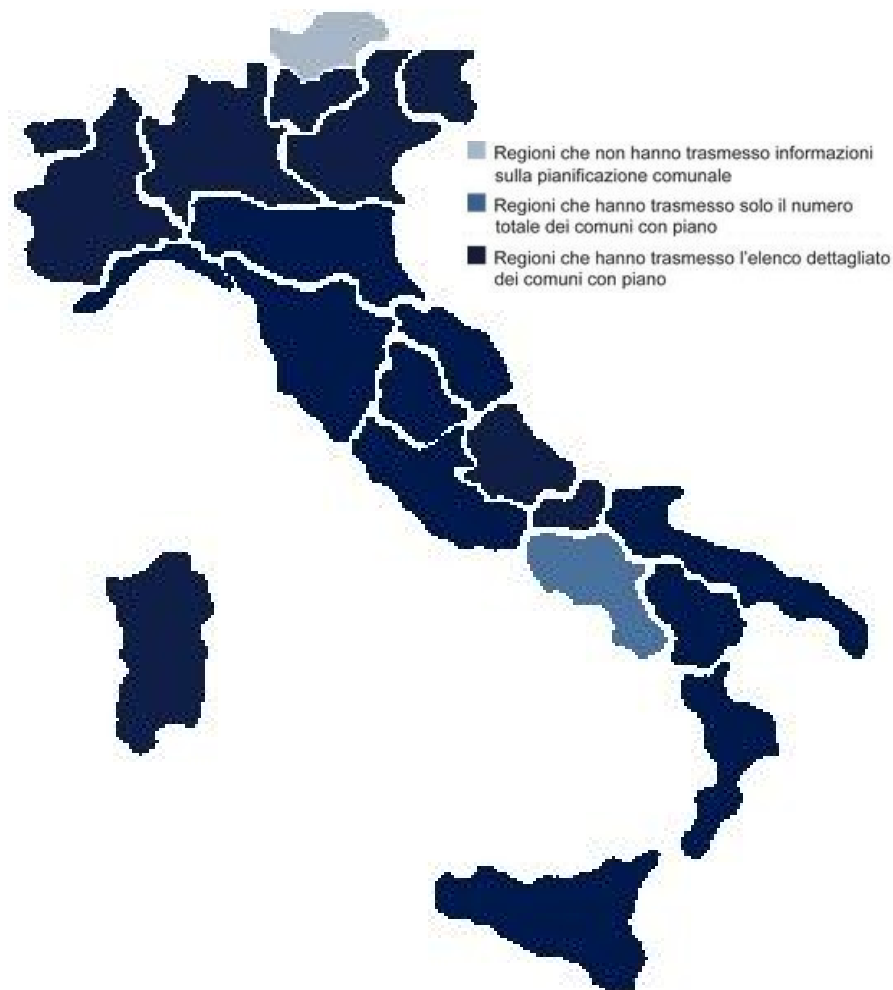 Regioni che non hanno trasmesso informazioni
sulla pianificazione comunale
Regioni che hanno trasmesso solo il numero
totale dei comuni con piano
Regioni che hanno trasmesso l'elenco dettagliato
dei comuni con piano